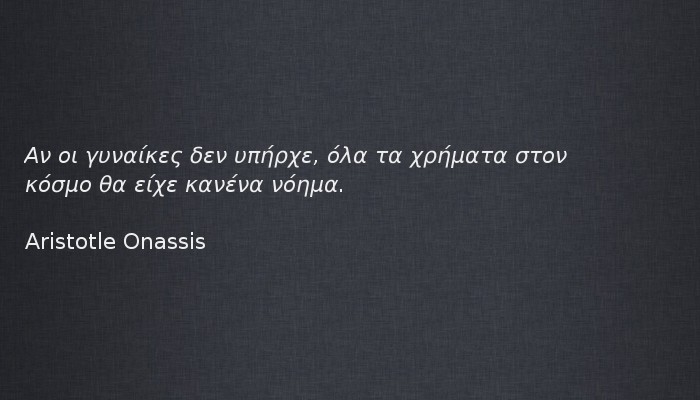 Αν οι γυναίκες δεν υπήρχε, όλα τα χρήματα στον
κόσμο θα είχε κανένα νόημα.
Aristotle Onassis